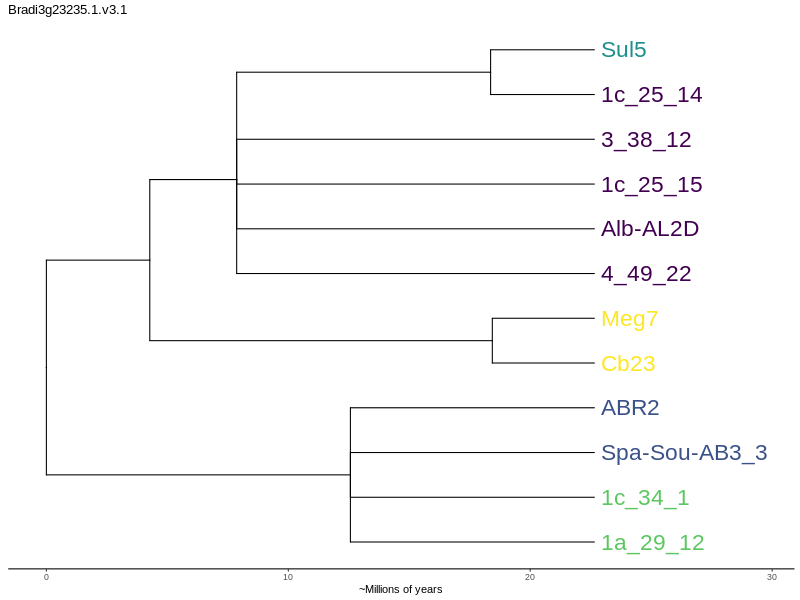 Bradi3g23235.1.v3.1
Sul5
1c_25_14
3_38_12
1c_25_15
Alb-AL2D
4_49_22
Meg7
Cb23
ABR2
Spa-Sou-AB3_3
1c_34_1
1a_29_12
0 10 20 30
~Millions of years